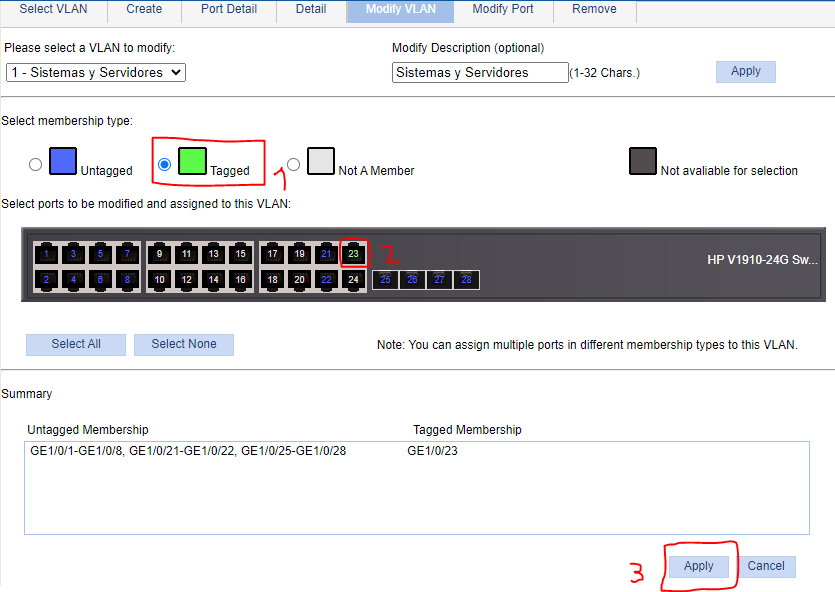 Select VLAN Create Port Detail Detail Modify VLAN Modify Port Remove
Please select a VLAN to modify: Modify Description (optional)
1 - Sistemas y Servidores Sistemas y Servidores (1-32 Chars.) Apply
Select membership type:
Untagged Tagged 1 Not A Member Not avaliable for selection
Select ports to be modified and assigned to this VLAN:
1 3 5 7 9 11 13 15 17 19 21 23 2 HP V1910-24G Sw...
2 4 6 8 10 12 14 16 18 20 22 24 25 26 27 28
Select All Select None Note: You can assign multiple ports in different membership types to this VLAN.
Summary
Untagged Membership Tagged Membership
GE1/0/1-GE1/0/8, GE1/0/21-GE1/0/22, GE1/0/25-GE1/0/28 GE1/0/23
3 Apply Cancel